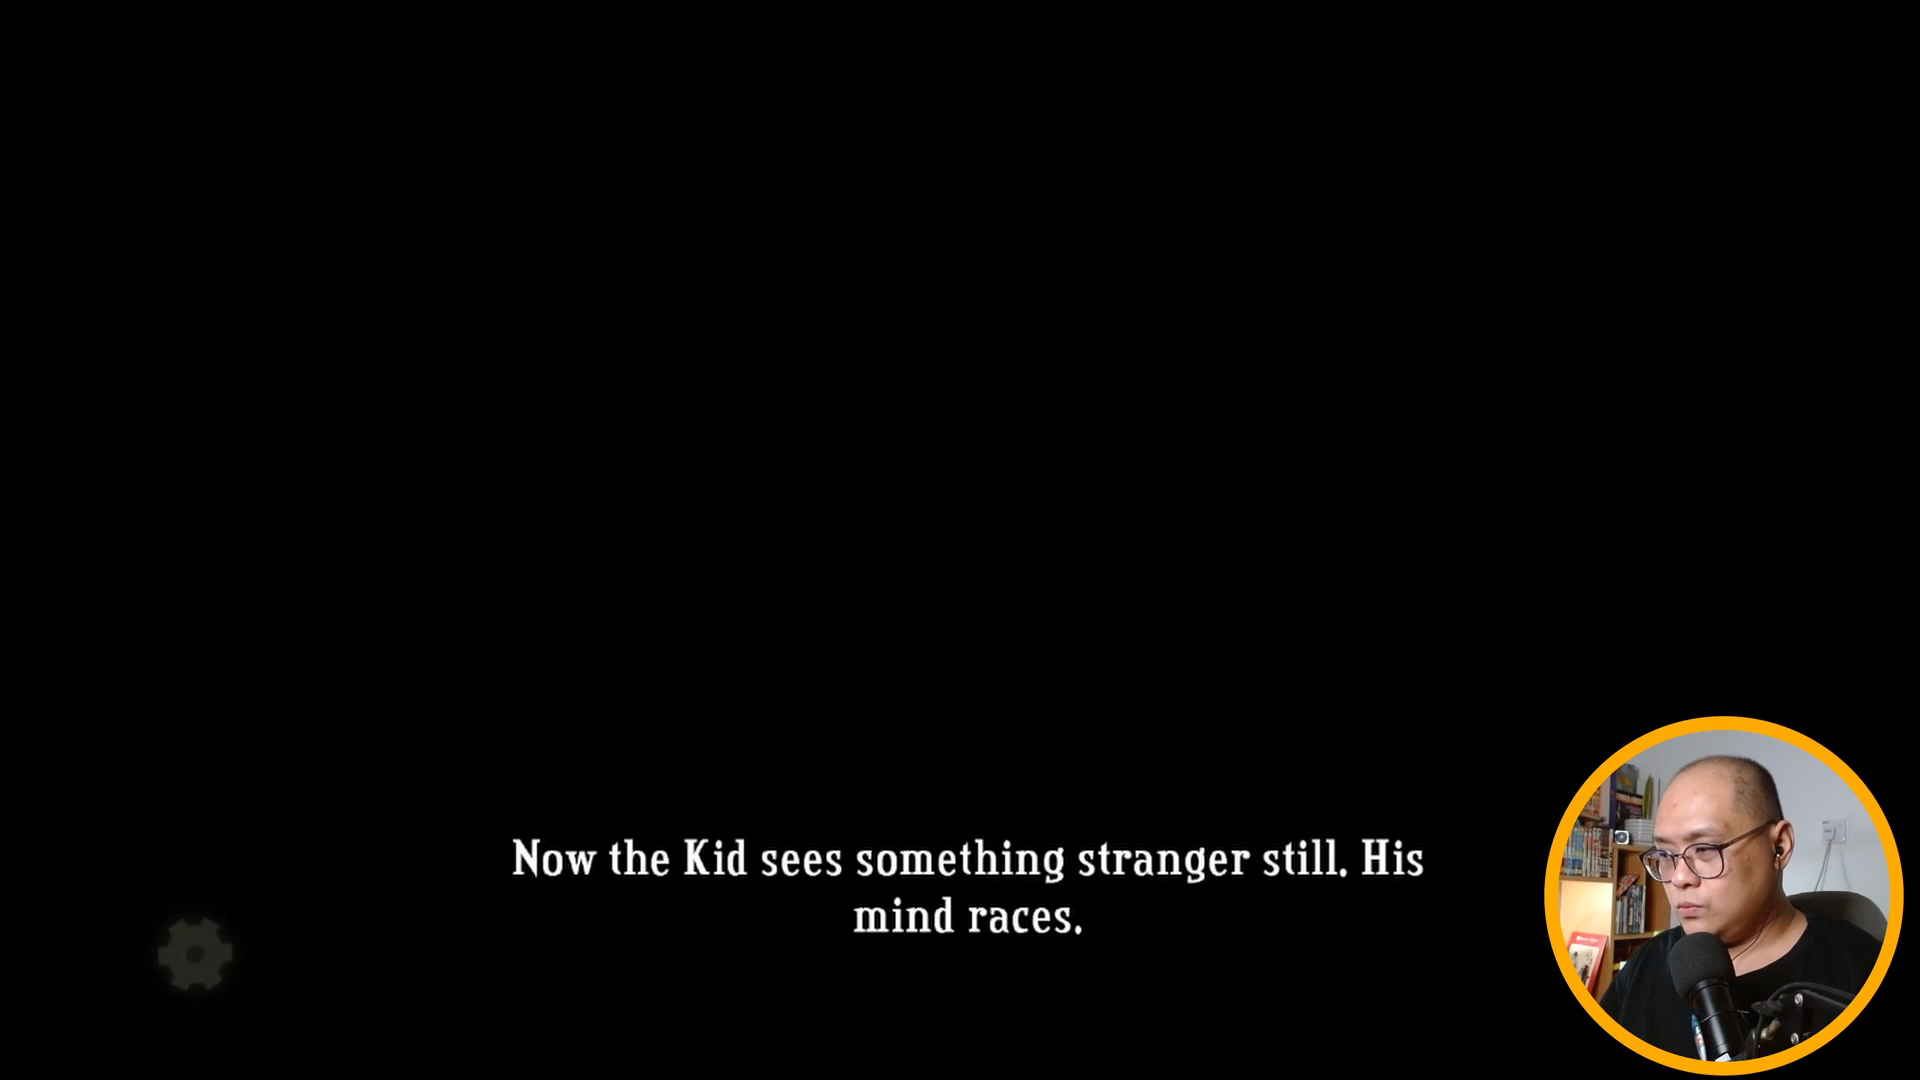 Now the Kid sees something stranger still. His
mind races.